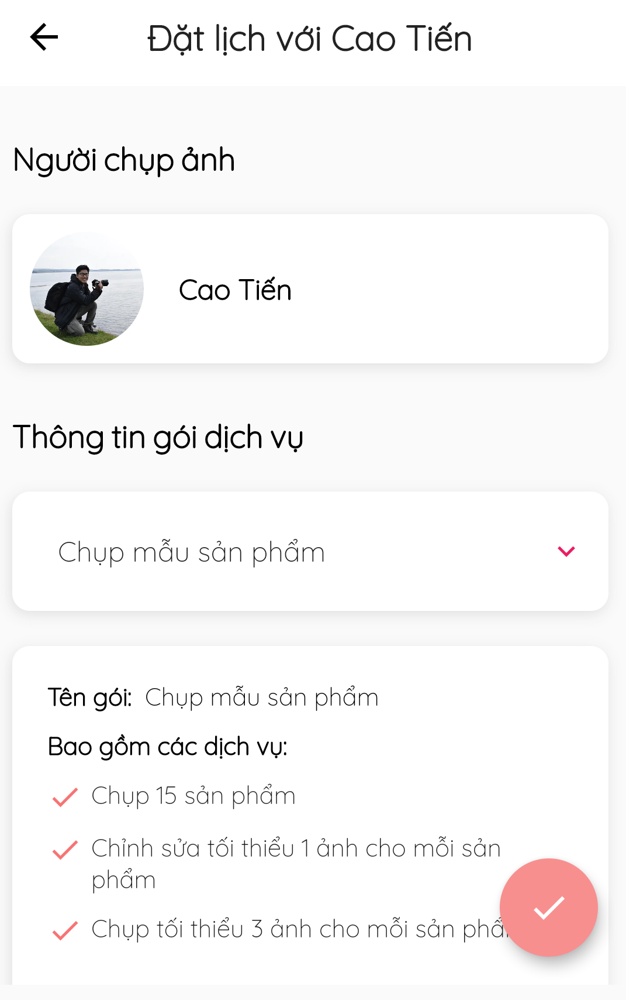 Đặt lịch với Cao Tiến
Người chụp ảnh
Cao Tiến
Thông tin gói dịch vụ
Chụp mẫu sản phẩm
Tên gói: Chụp mẫu sản phẩm
Bao gồm các dịch vụ:
Chụp 15 sản phẩm
Chỉnh sửa tối thiểu 1 ảnh cho mỗi sản
phẩm
Chụp tối thiểu 3 ảnh cho mỗi sản